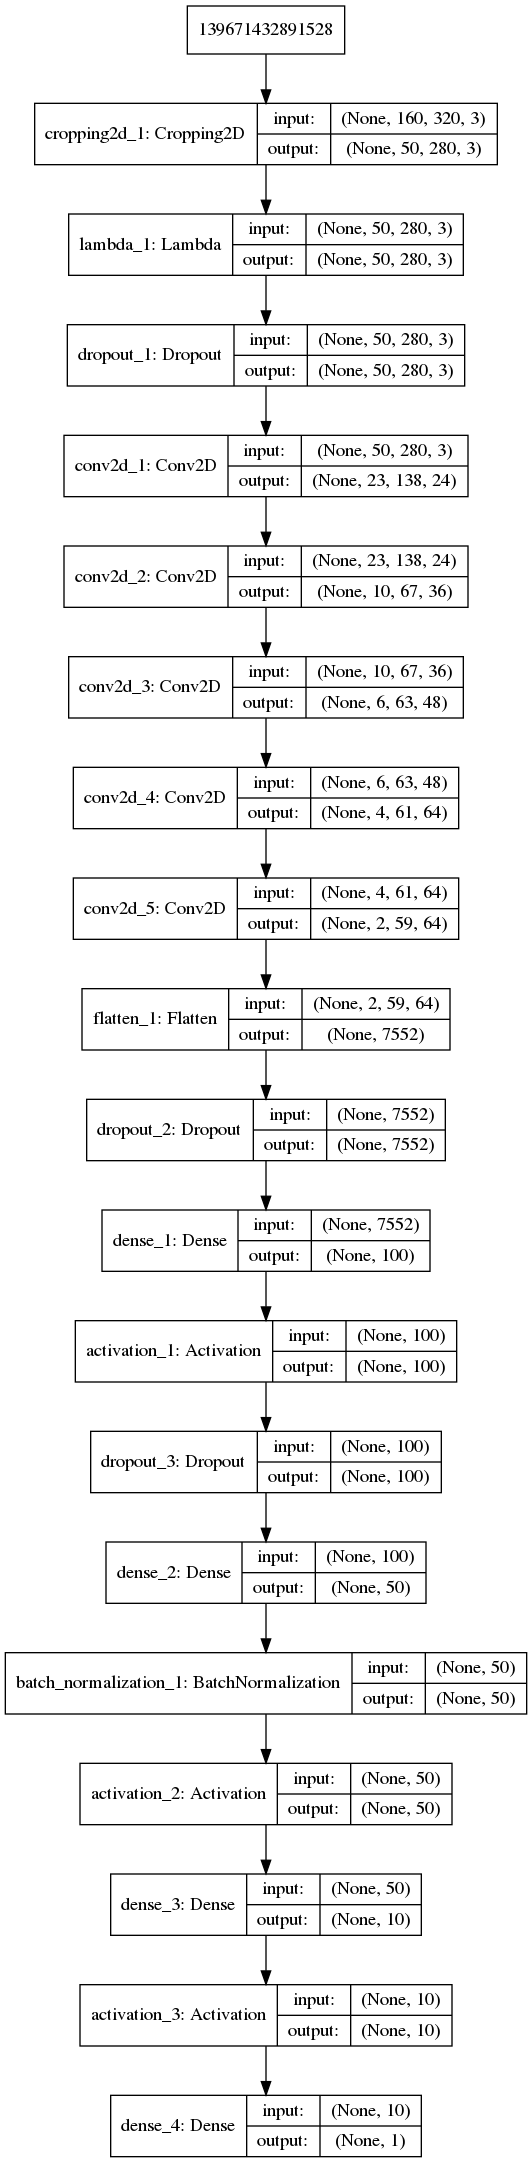 139671432891528
cropping2d_1: Cropping2D
input: (None, 160, 320, 3)
output: (None, 50, 280, 3)
lambda_1: Lambda
input: (None, 50, 280, 3)
output: (None, 50, 280, 3)
dropout_1: Dropout
input: (None, 50, 280, 3)
output: (None, 50, 280, 3)
conv2d_1: Conv2D
input: (None, 50, 280, 3)
output: (None, 23, 138, 24)
conv2d_2: Conv2D
input: (None, 23, 138, 24)
output: (None, 10, 67, 36)
conv2d_3: Conv2D
input: (None, 10, 67, 36)
output: (None, 6, 63, 48)
conv2d_4: Conv2D
input: (None, 6, 63, 48)
output: (None, 4, 61, 64)
conv2d_5: Conv2D
input: (None, 4, 61, 64)
output: (None, 2, 59, 64)
flatten_1: Flatten
input: (None, 2, 59, 64)
output: (None, 7552)
dropout_2: Dropout
input: (None, 7552)
output: (None, 7552)
dense_1: Dense
input: (None, 7552)
output: (None, 100)
activation_1: Activation
input: (None, 100)
output: (None, 100)
dropout_3: Dropout
input: (None, 100)
output: (None, 100)
dense_2: Dense
input: (None, 100)
output: (None, 50)
batch_normalization_1: BatchNormalization
input: (None, 50)
output: (None, 50)
activation_2: Activation
input: (None, 50)
output: (None, 50)
dense_3: Dense
input: (None, 50)
output: (None, 10)
activation_3: Activation
input: (None, 10)
output: (None, 10)
dense_4: Dense
input: (None, 10)
output: (None, 1)